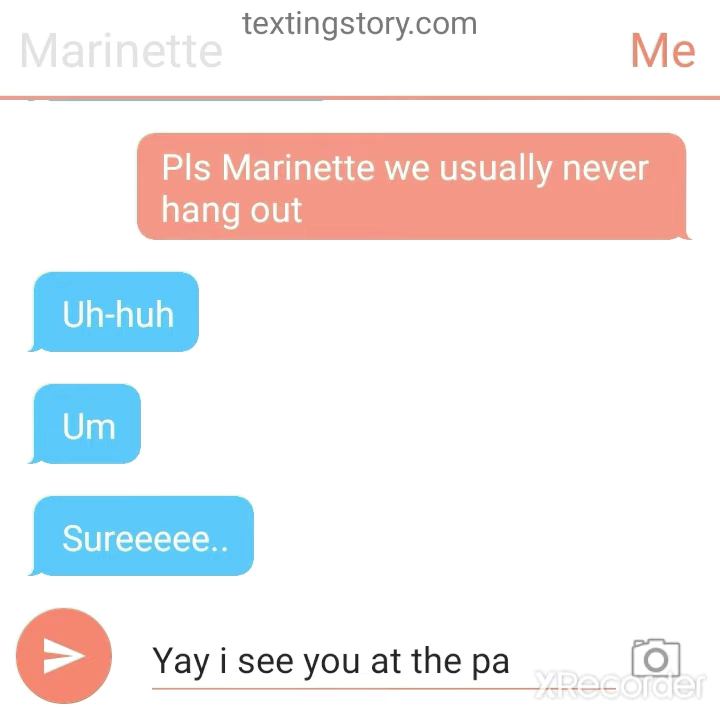 textingstory.com
Marinette
Me
Pls Marinette we usually never
hang out
Uh-huh
Um
Sureeeee..
Yay i see you at the pa
XRecorder